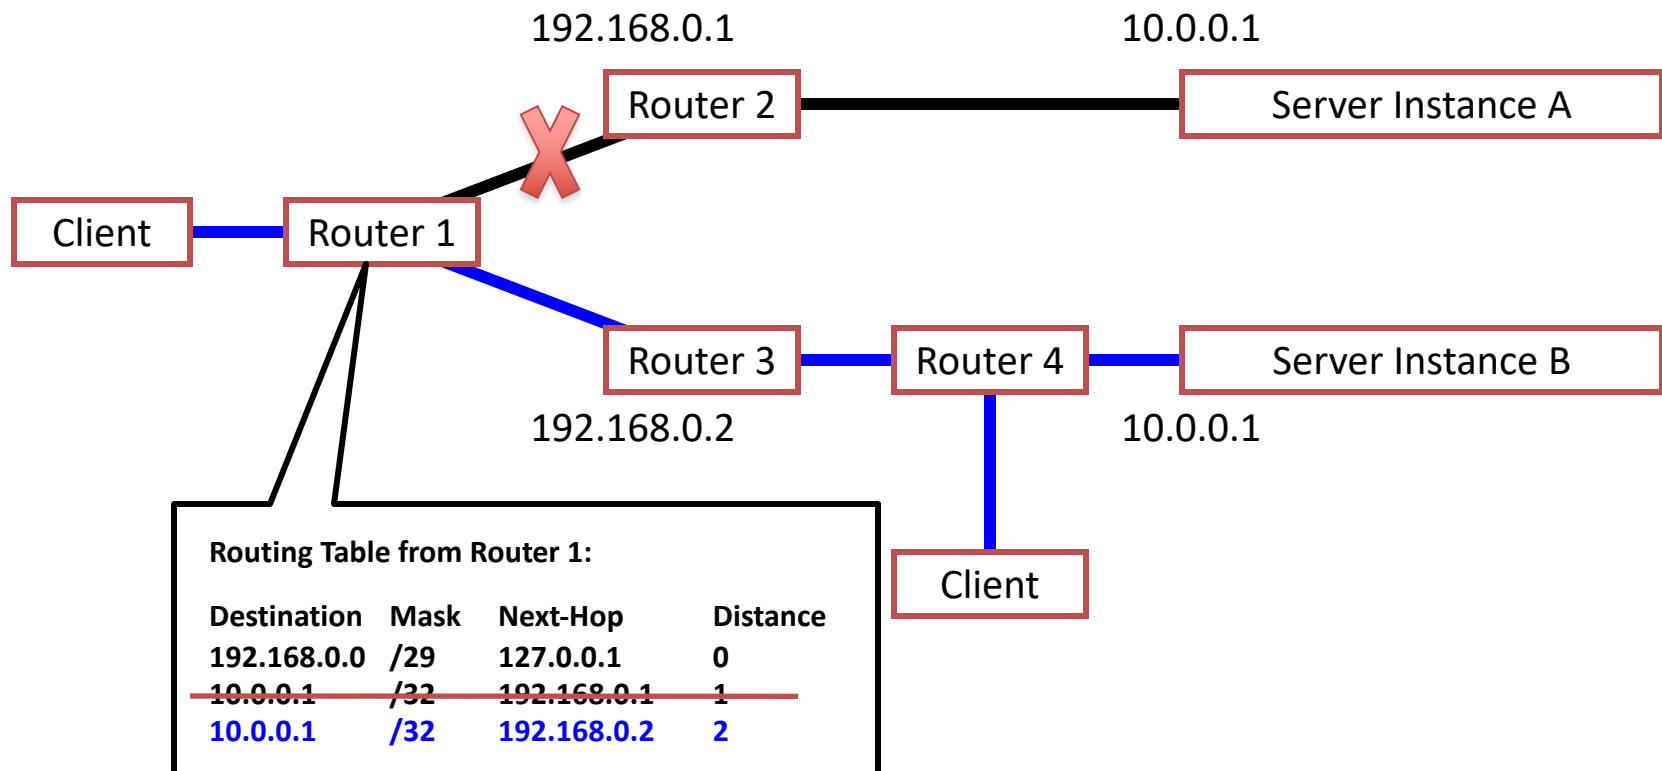 192.168.0.1 10.0.0.1
Router 2 Server Instance A
Client Router 1
Router 3 Router 4 Server Instance B
192.168.0.2 10.0.0.1
Routing Table from Router 1:
Client
Destination Mask Next-Hop Distance
192.168.0.0 /29 127.0.0.1 0
10.0.0.1 /32 192.168.0.1 1
10.0.0.1 /32 192.168.0.2 2